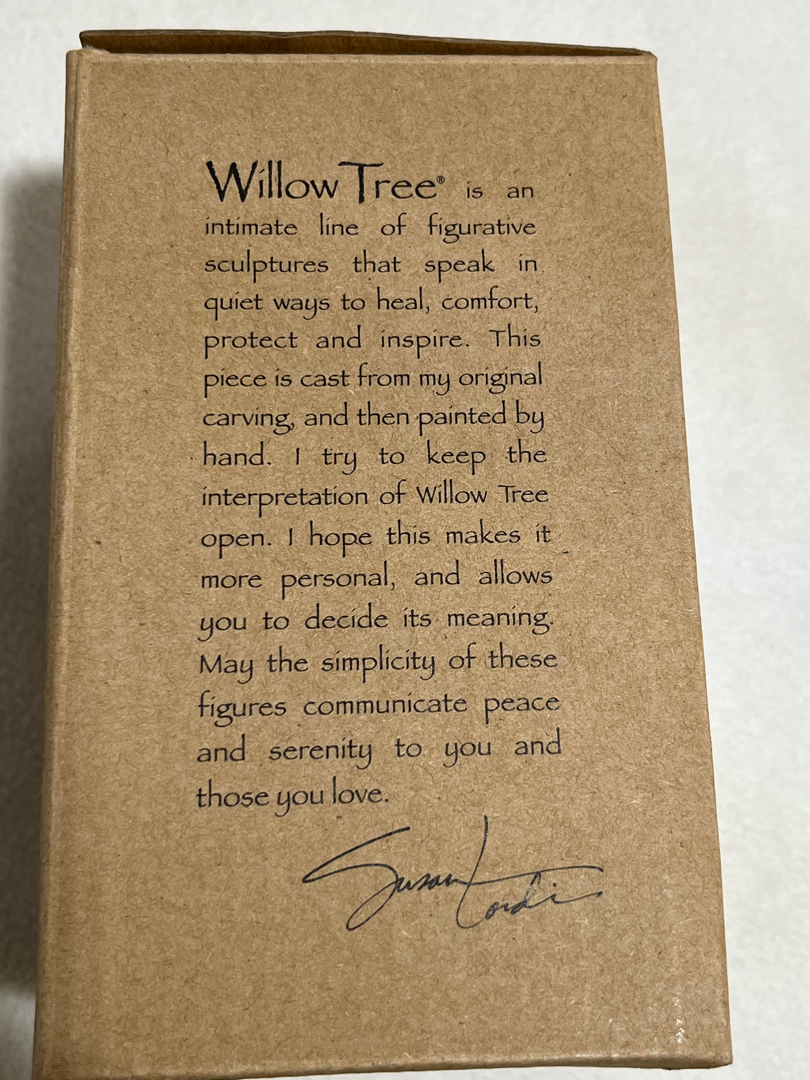 Willow Tree® is an
intimate line of figurative
sculptures that speak in
quiet ways to heal, comfort,
protect and inspire. This
piece is cast from my original
carving, and then painted by
hand. I try to keep the
interpretation of Willow Tree
open. I hope this makes it
more personal, and allows
you to decide its meaning.
May the simplicity of these
figures communicate peace
and serenity to you and
those you love.
Susan Lordi